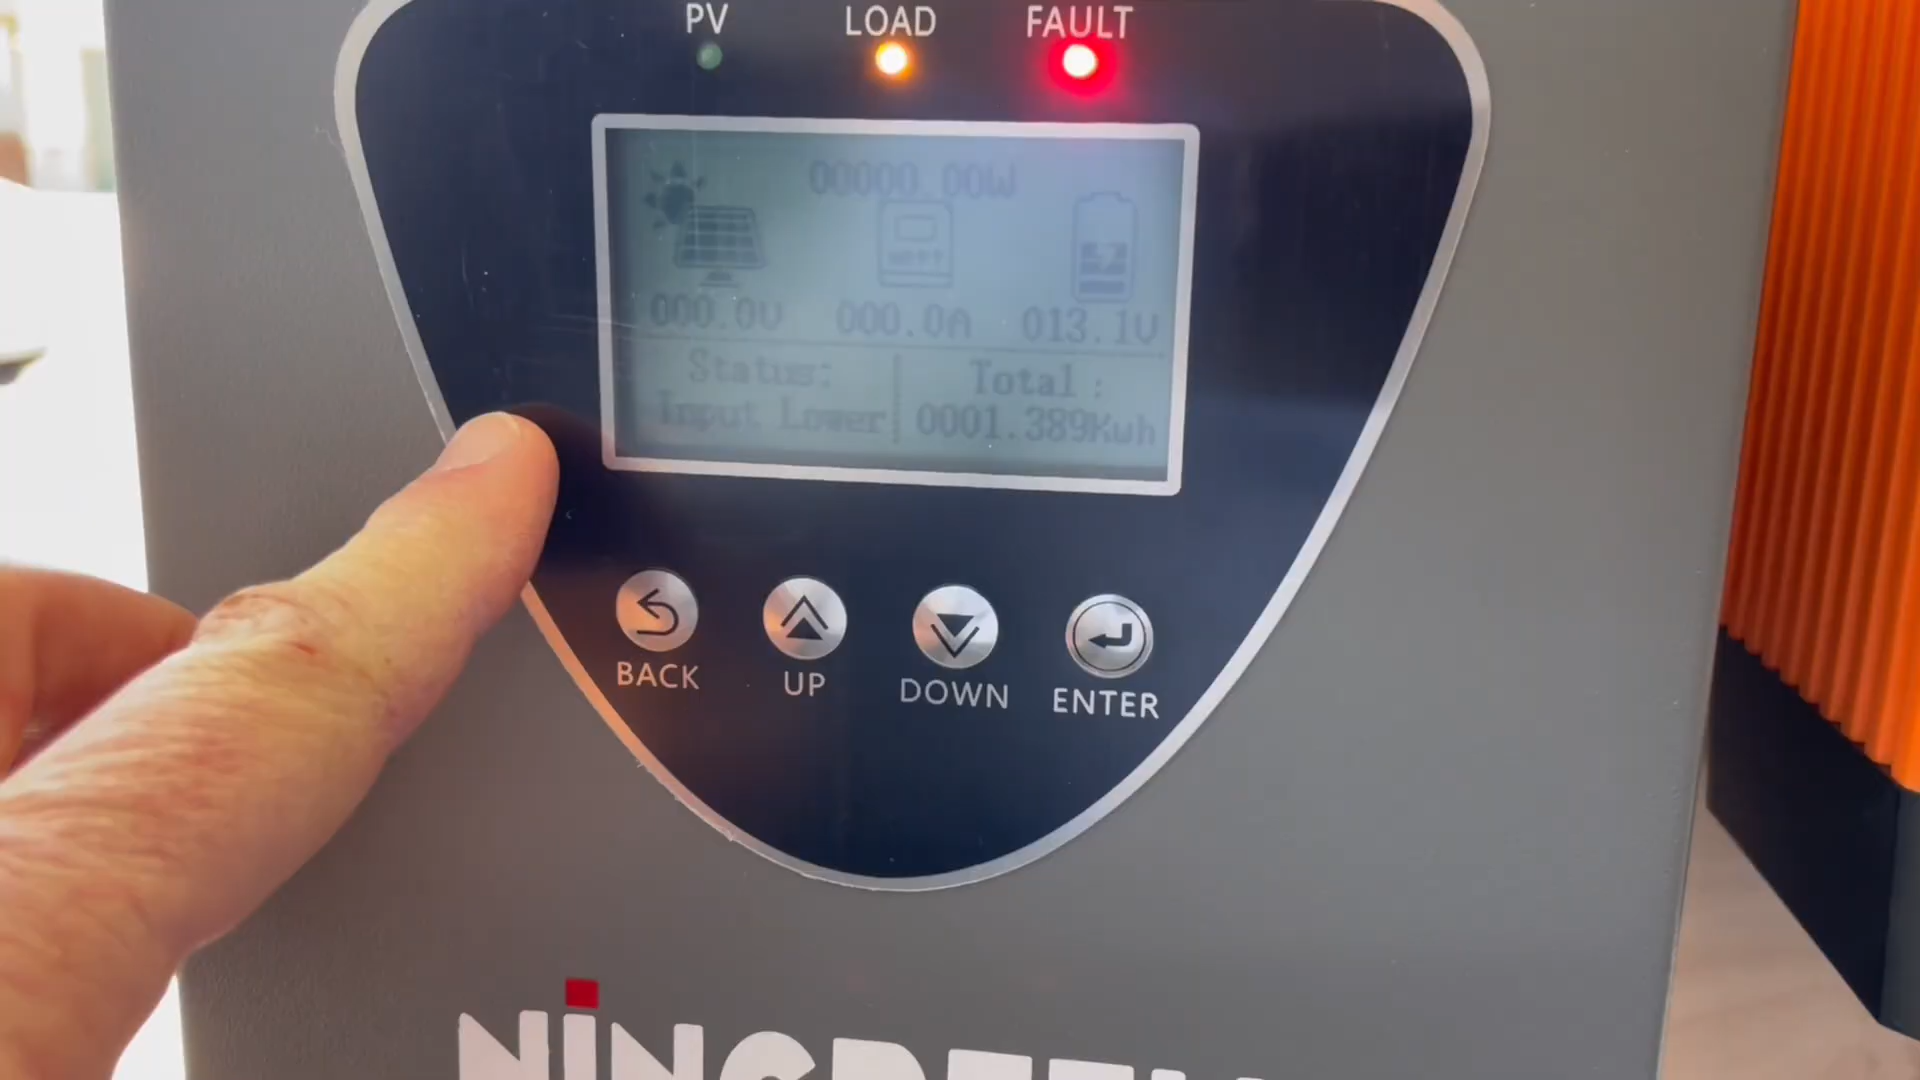 PV LOAD FAULT
00000.00W
MPPT
000.0V 000.0A 013.1V
Status: Total :
Input Lower 0001.389Kwh
BACK UP DOWN ENTER